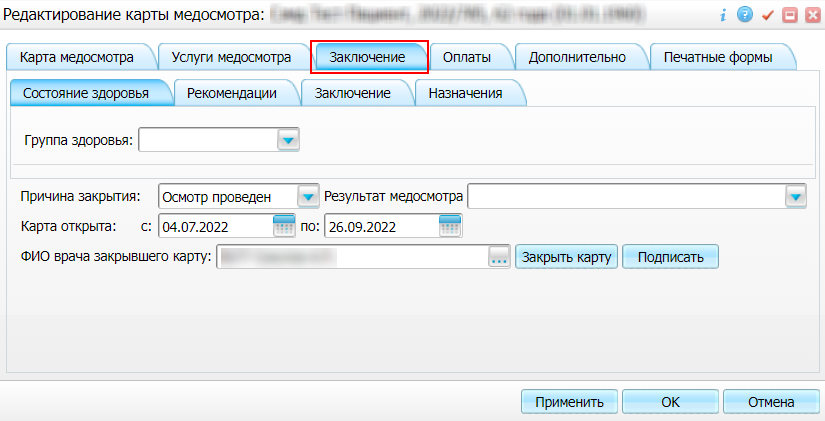 Редактирование карты медосмотра:
Карта медосмотра Услуги медосмотра Заключение Оплаты Дополнительно Печатные формы
Состояние здоровья Рекомендации Заключение Назначения
Группа здоровья:
Причина закрытия: Осмотр проведен Результат медосмотра
Карта открыта: с: 04.07.2022 по: 26.09.2022
ФИО врача закрывшего карту: ... Закрыть карту Подписать
Применить OK Отмена